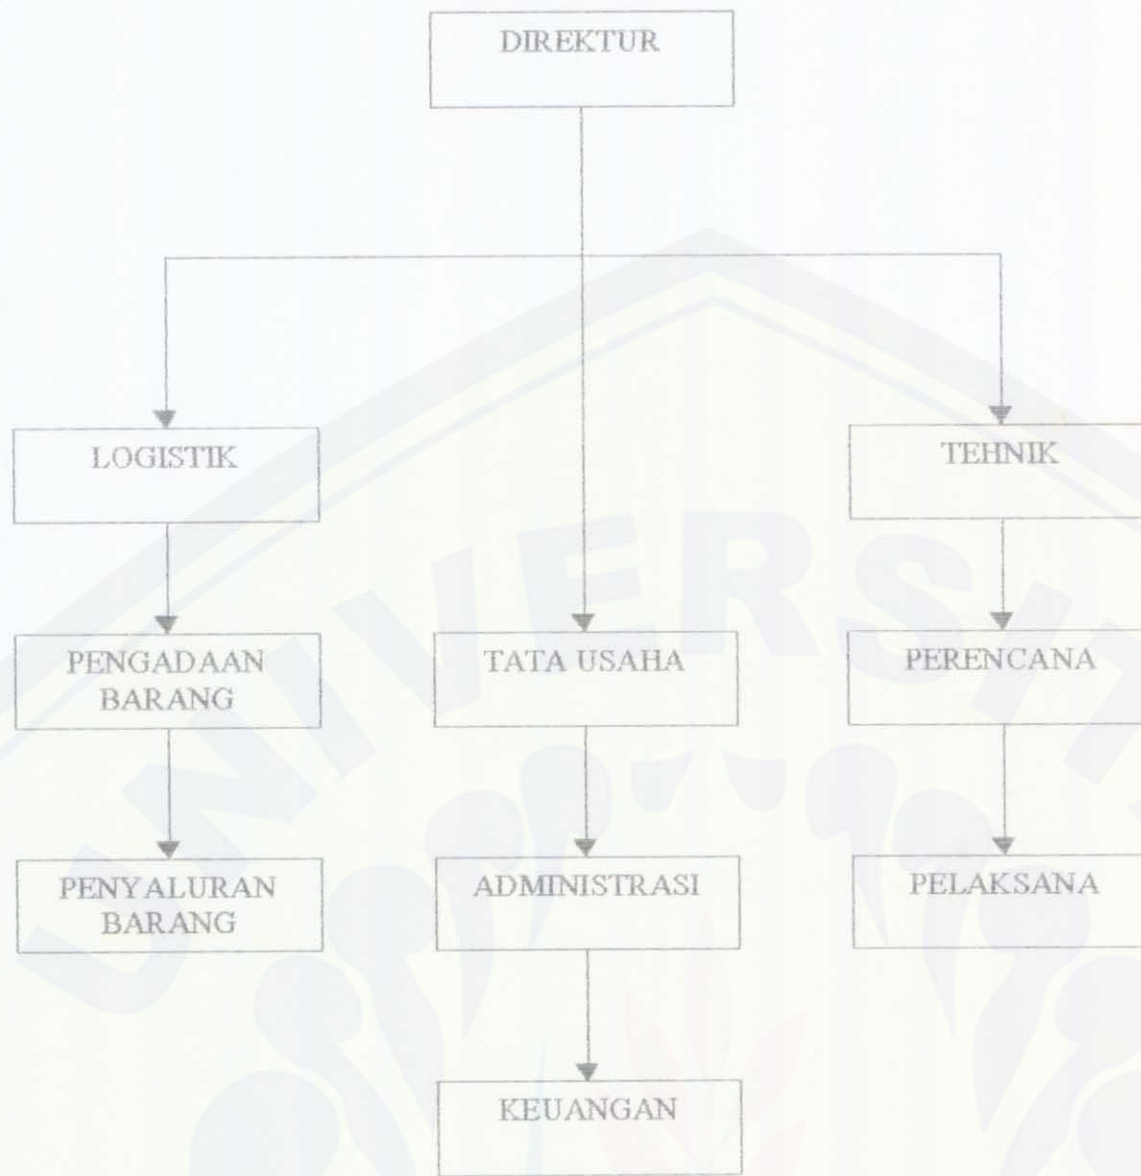 DIREKTUR
LOGISTIK
TEHNIK
PENGADAAN
BARANG
TATA USAHA
PERENCANA
PENYALURAN
BARANG
ADMINISTRASI
PELAKSANA
KEUANGAN